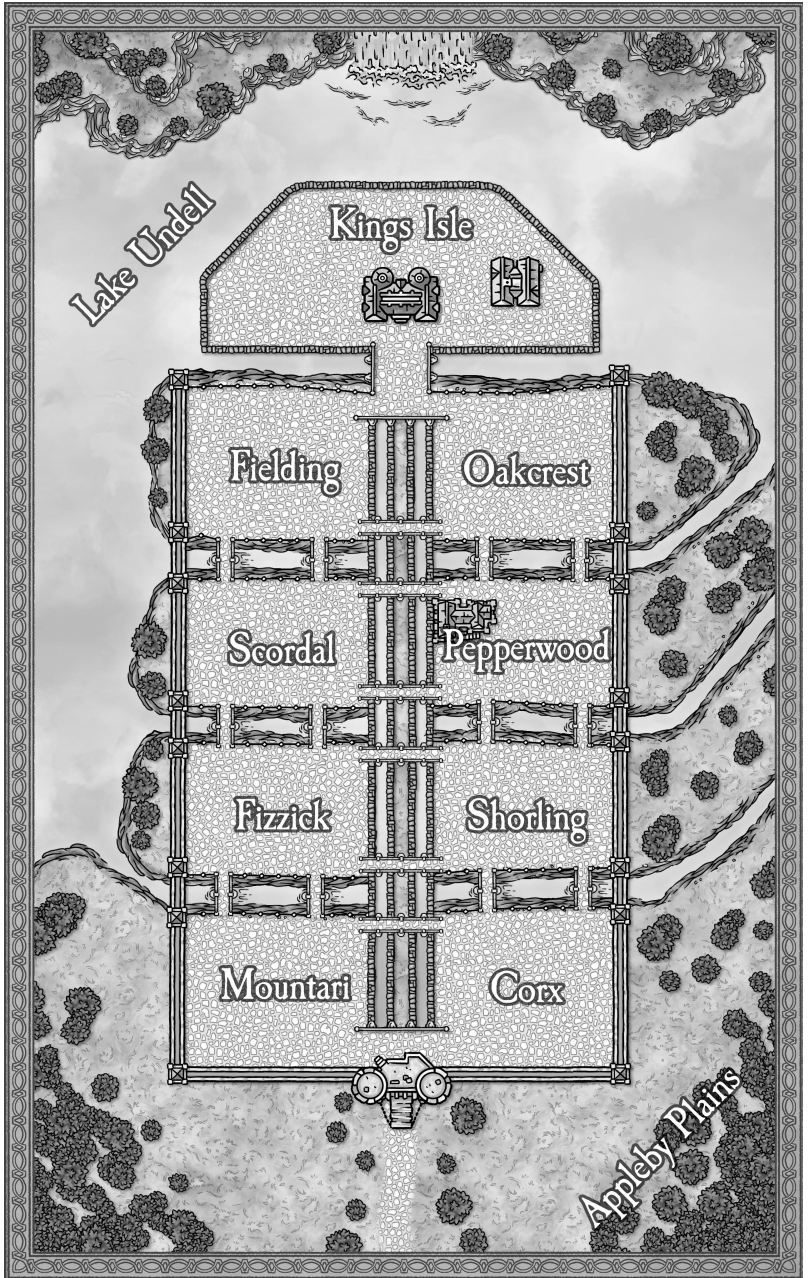 Kings Isle
Lake Undell
Fielding
Oakcrest
Scordal
Pepperwood
Fizzick
Shorling
Mountari
Corx
Appleby Plains